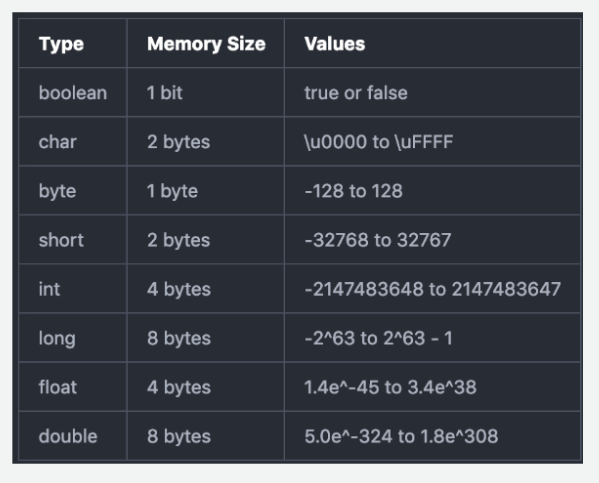 Type Memory Size Values
boolean 1 bit true or false
char 2 bytes \u0000 to \uFFFF
byte 1 byte -128 to 128
short 2 bytes -32768 to 32767
int 4 bytes -2147483648 to 2147483647
long 8 bytes -2^63 to 2^63 - 1
float 4 bytes 1.4e^-45 to 3.4e^38
double 8 bytes 5.0e^-324 to 1.8e^308